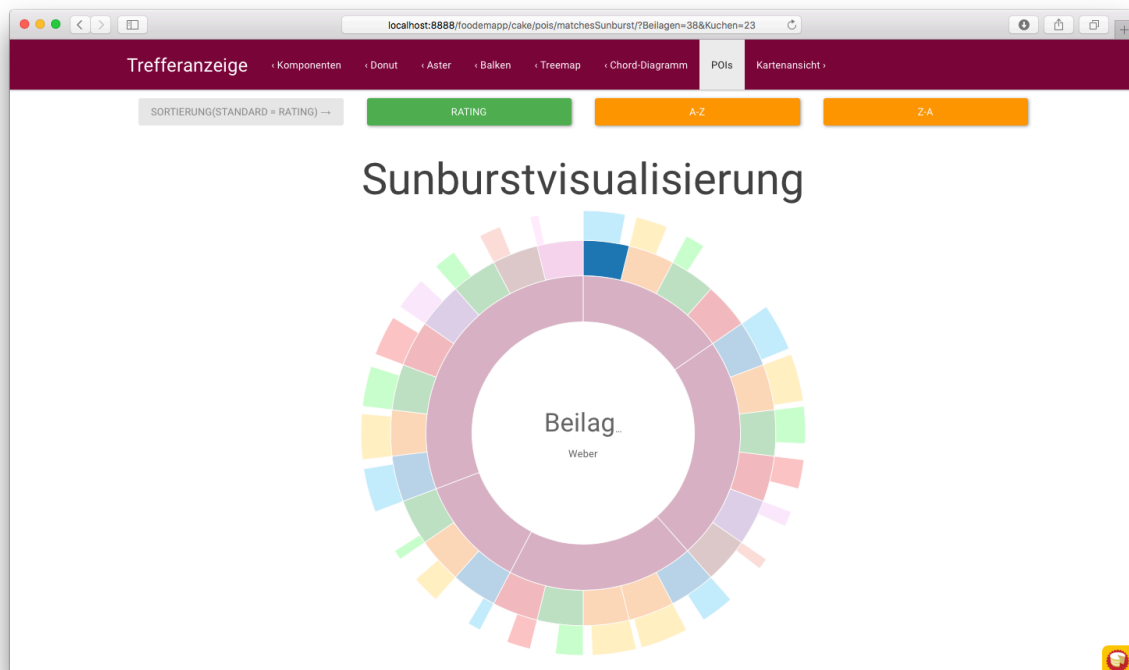 localhost:8888/foodemapp/cake/pois/matchesSunburst/?Beilagen=38&Kuchen=23
Trefferanzeige ‹ Komponenten ‹ Donut ‹ Aster ‹ Balken ‹ Treemap ‹ Chord-Diagramm POIs Kartenansicht ›
SORTIERUNG(STANDARD = RATING) → RATING A-Z Z-A
Sunburstvisualisierung
Beilag...
Weber